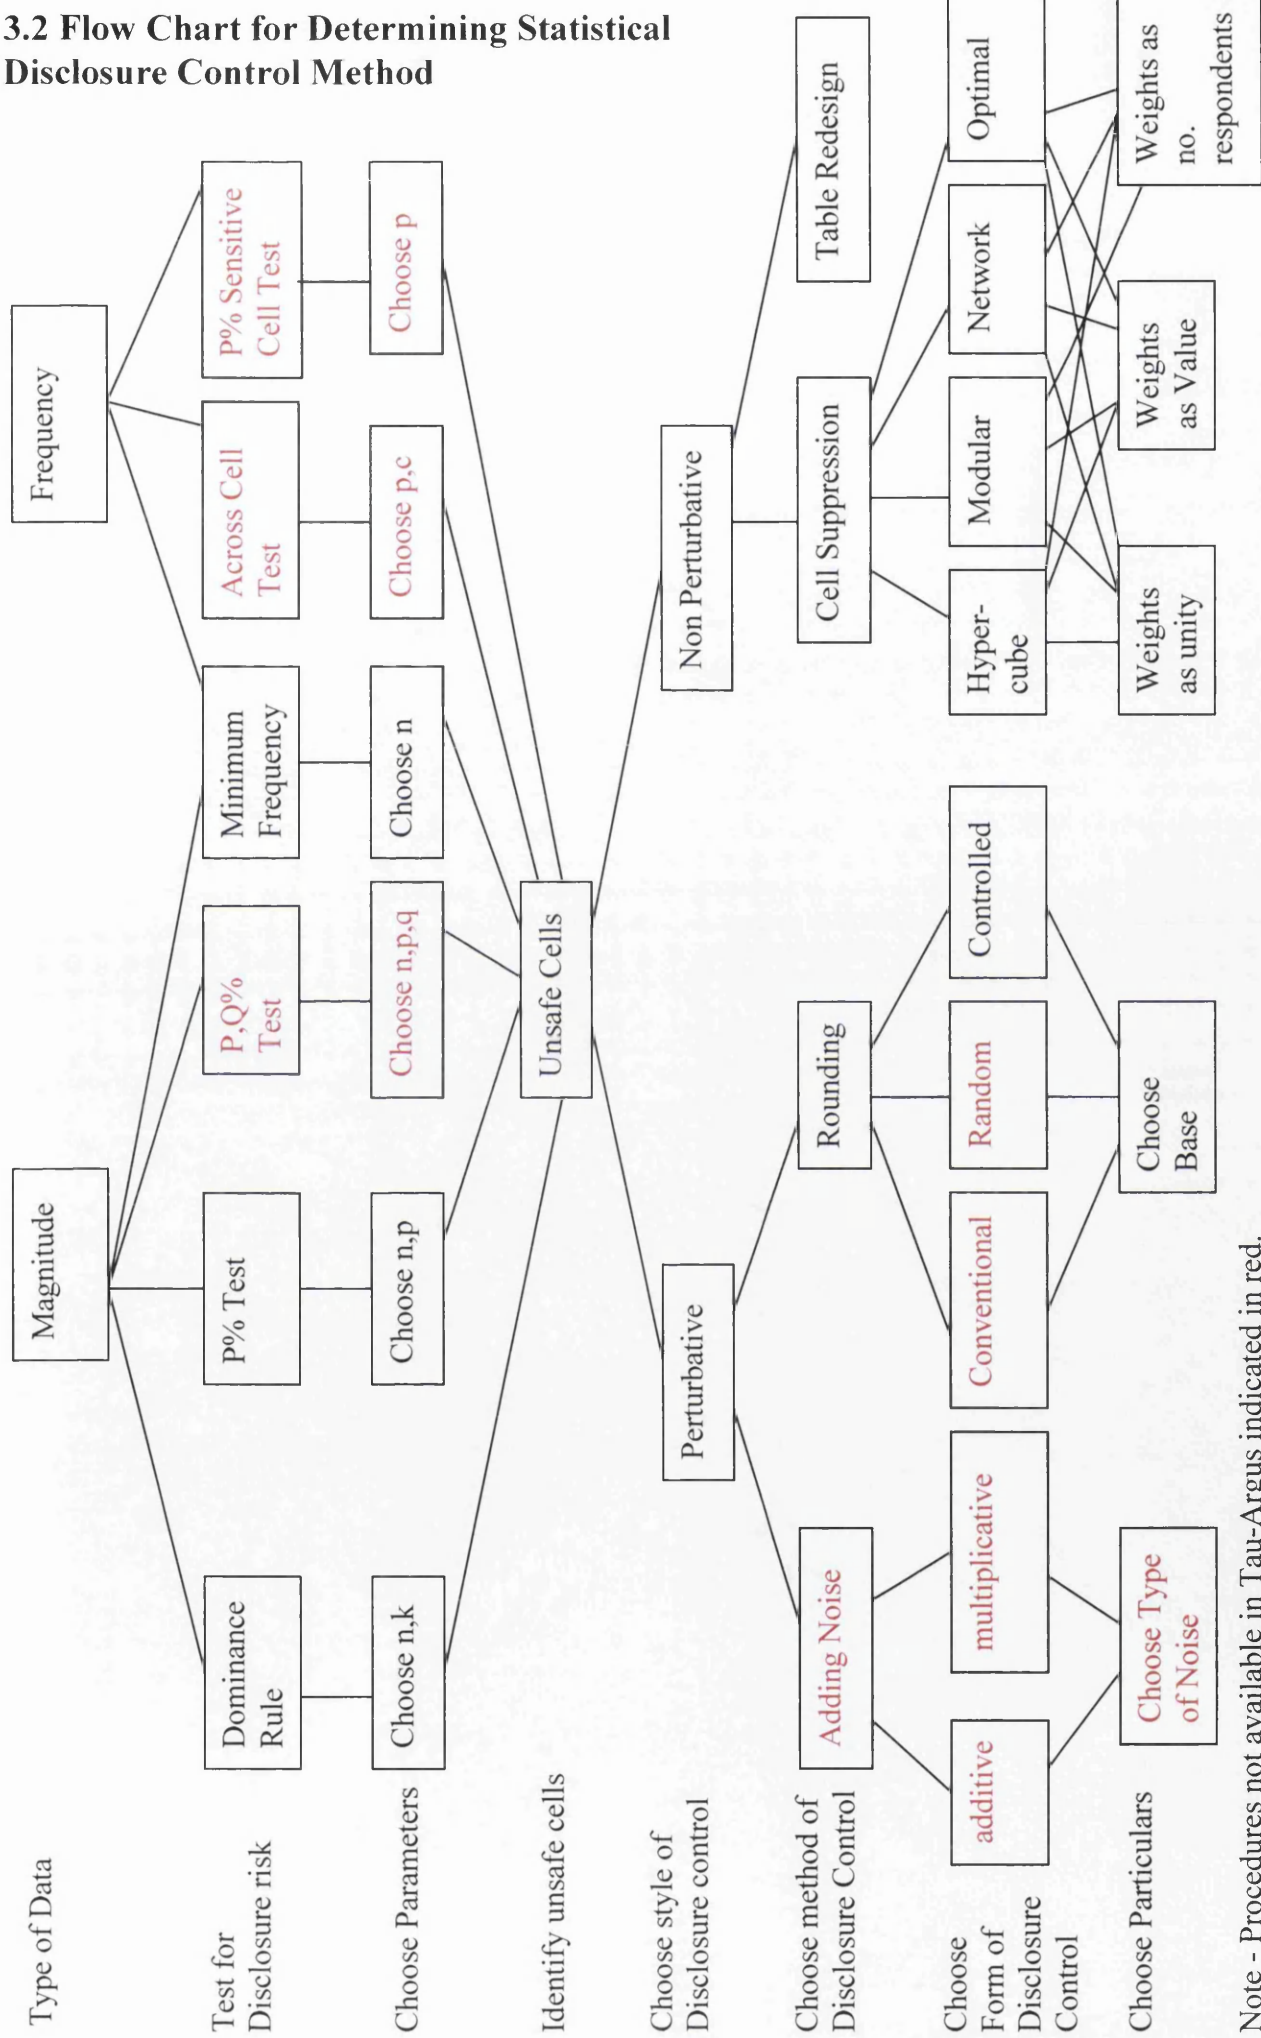 3.2 Flow Chart for Determining Statistical
Disclosure Control Method
Type of Data
Magnitude
Frequency
Test for
Disclosure risk
Dominance
Rule
P% Test
P,Q%
Test
Minimum
Frequency
Across Cell
Test
P% Sensitive
Cell Test
Choose Parameters
Choose n,k
Choose n,p
Choose n,p,q
Choose n
Choose p,c
Choose p
Identify unsafe cells
Unsafe Cells
Choose style of
Disclosure control
Perturbative
Non Perturbative
Choose method of
Disclosure Control
Adding Noise
Rounding
Cell Suppression
Table Redesign
Choose
Form of
Disclosure
Control
additive
multiplicative
Conventional
Random
Controlled
Hyper-
cube
Modular
Network
Optimal
Choose Particulars
Choose Type
of Noise
Choose
Base
Weights
as unity
Weights
as Value
Weights as
no.
respondents
Note - Procedures not available in Tau-Argus indicated in red.